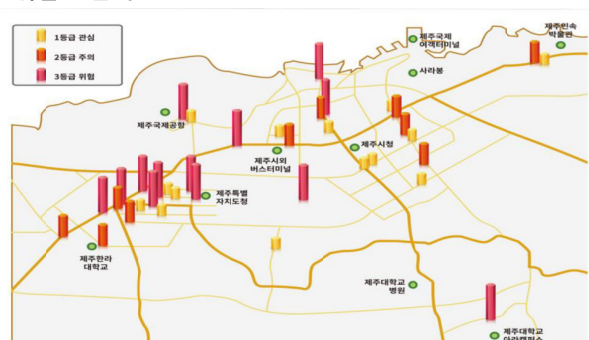 1등급 관심
2등급 주의
3등급 위험
제주국제
여객터미널
제주민속
박물관
사라봉
제주국제공항
제주시외
버스터미널
제주시청
제주특별
자치도청
제주한라
대학교
제주대학교
병원
제주대학교